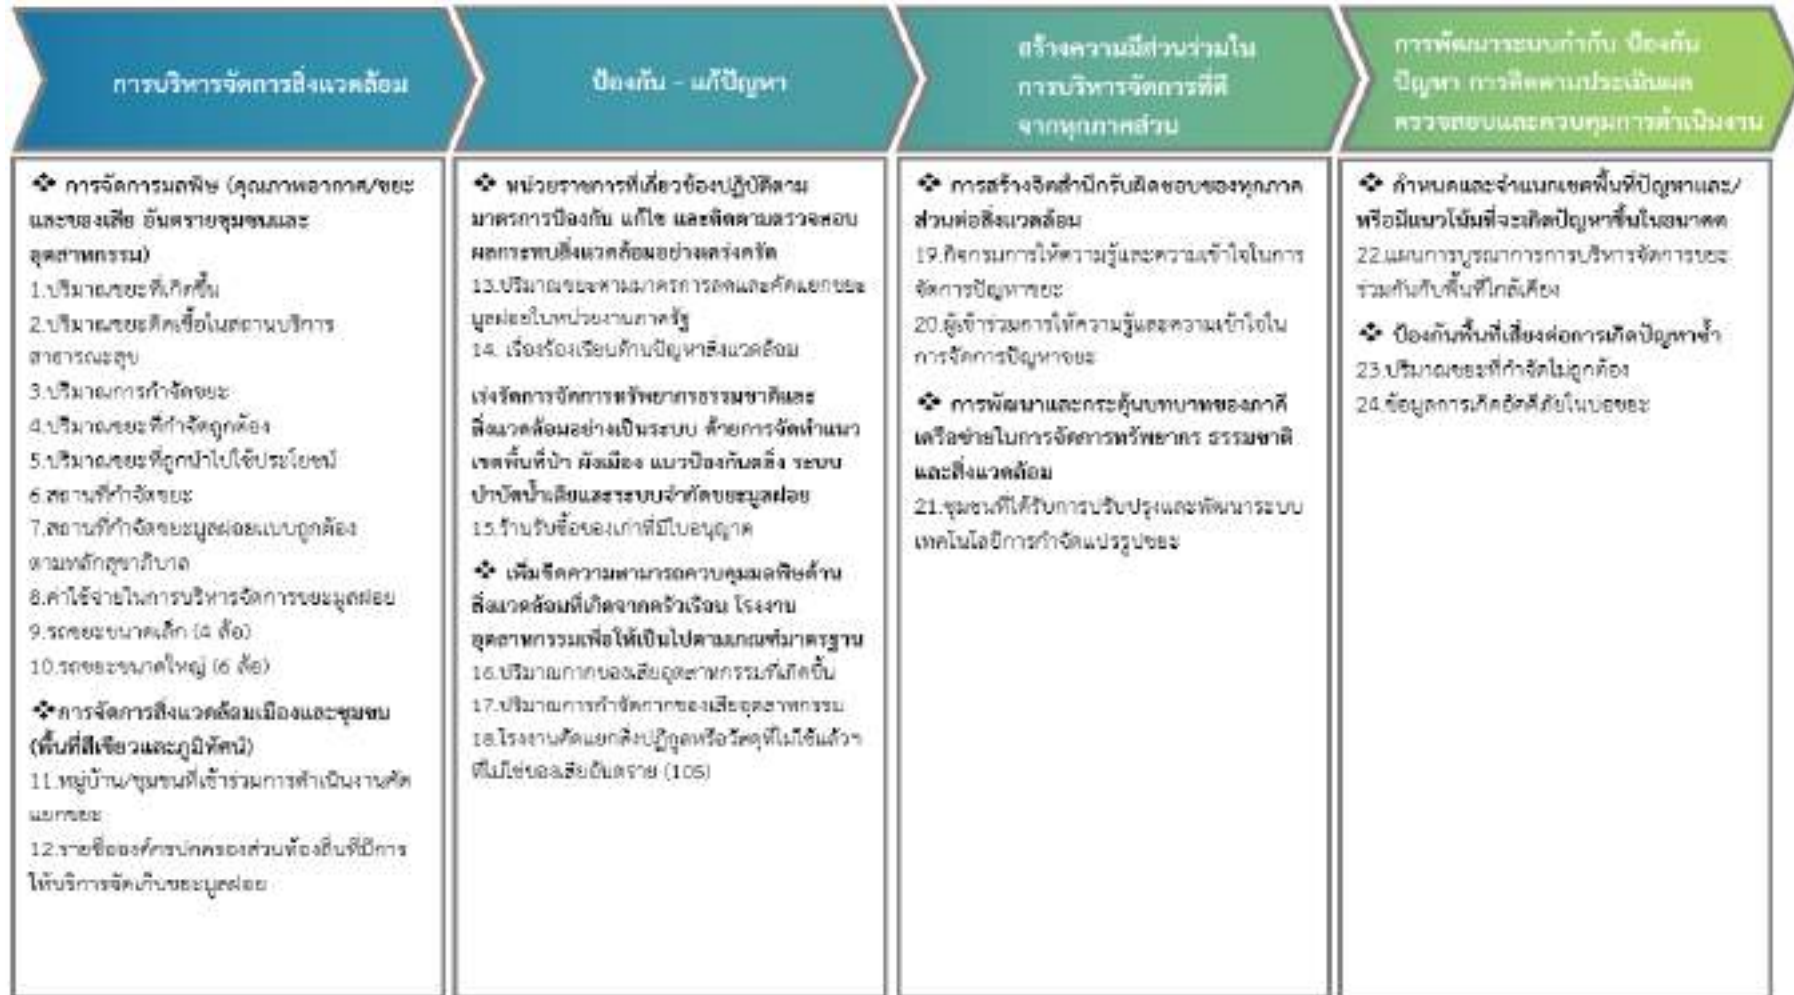 การบริหารจัดการสิ่งแวดล้อม
❖ การจัดการมลพิษ (คุณภาพอากาศ/ขยะ
และของเสีย อันตรายชุมชนและ
อุตสาหกรรม)
1.ปริมาณขยะที่เกิดขึ้น
2.ปริมาณขยะติดเชื้อในสถานบริการ
สาธารณะสุข
3.ปริมาณการกำจัดขยะ
4.ปริมาณขยะที่กำจัดถูกต้อง
5.ปริมาณขยะที่ถูกนำไปใช้ประโยชน์
6.สถานที่กำจัดขยะ
7.สถานที่กำจัดขยะมูลฝอยแบบถูกต้อง
ตามหลักสุขาภิบาล
8.ค่าใช้จ่ายในการบริหารจัดการขยะมูลฝอย
9.รถขยะขนาดเล็ก (4 ล้อ)
10.รถขยะขนาดใหญ่ (6 ล้อ)
❖การจัดการสิ่งแวดล้อมเมืองและชุมชน
(พื้นที่สีเขียวและภูมิทัศน์)
11.หมู่บ้าน/ชุมชนที่เข้าร่วมการดำเนินงานคัด
แยกขยะ
12.รายชื่อองค์กรปกครองส่วนท้องถิ่นที่มีการ
ให้บริการจัดเก็บขยะมูลฝอย
ป้องกัน - แก้ปัญหา
❖ หน่วยราชการที่เกี่ยวข้องปฏิบัติตาม
มาตรการป้องกัน แก้ไข และติดตามตรวจสอบ
ผลกระทบสิ่งแวดล้อมอย่างเคร่งครัด
13.ปริมาณขยะตามมาตรการลดและคัดแยกขยะ
มูลฝอยในหน่วยงานภาครัฐ
14. เรื่องร้องเรียนด้านปัญหาสิ่งแวดล้อม
เร่งรัดการจัดการทรัพยากรธรรมชาติและ
สิ่งแวดล้อมอย่างเป็นระบบ ด้วยการจัดทำแนว
เขตพื้นที่ป่า ผังเมือง แนวป้องกันตลิ่ง ระบบ
บำบัดน้ำเสียและระบบจำกัดขยะมูลฝอย
15.ร้านรับซื้อของเก่าที่มีใบอนุญาต
❖ เพิ่มขีดความสามารถควบคุมมลพิษด้าน
สิ่งแวดล้อมที่เกิดจากครัวเรือน โรงงาน
อุตสาหกรรมเพื่อให้เป็นไปตามเกณฑ์มาตรฐาน
16.ปริมาณกากของเสียอุตสาหกรรมที่เกิดขึ้น
17.ปริมาณการกำจัดกากของเสียอุตสาหกรรม
18.โรงงานคัดแยกสิ่งปฏิกูลหรือวัสดุที่ไม่ใช้แล้วฯ
ที่ไม่ใช่ของเสียอันตราย (105)
สร้างความมีส่วนร่วมใน
การบริหารจัดการที่ดี
จากทุกภาคส่วน
❖ การสร้างจิตสำนึกรับผิดชอบของทุกภาค
ส่วนต่อสิ่งแวดล้อม
19.กิจกรมการให้ความรู้และความเข้าใจในการ
จัดการปัญหาขยะ
20.ผู้เข้าร่วมการให้ความรู้และความเข้าใจใน
การจัดการปัญหาขยะ
❖ การพัฒนาและกระตุ้นบทบาทของภาคี
เครือข่ายในการจัดการทรัพยากร ธรรมชาติ
และสิ่งแวดล้อม
21.ชุมชนที่ได้รับการปรับปรุงและพัฒนาระบบ
เทคโนโลยีการกำจัดแปรรูปขยะ
การพัฒนาระบบกำกับ ป้องกัน
ปัญหา การติดตามประเมินผล
ตรวจสอบและควบคุมการดำเนินงาน
❖ กำหนดและจำแนกเขตพื้นที่ปัญหาและ/
หรือมีแนวโน้มที่จะเกิดปัญหาขึ้นในอนาคต
22.แผนการบูรณาการการบริหารจัดการขยะ
ร่วมกันกับพื้นที่ใกล้เคียง
❖ ป้องกันพื้นที่เสี่ยงต่อการเกิดปัญหาซ้ำ
23.ปริมาณขยะที่กำจัดไม่ถูกต้อง
24.ข้อมูลการเกิดอัคคีภัยในบ่อขยะ